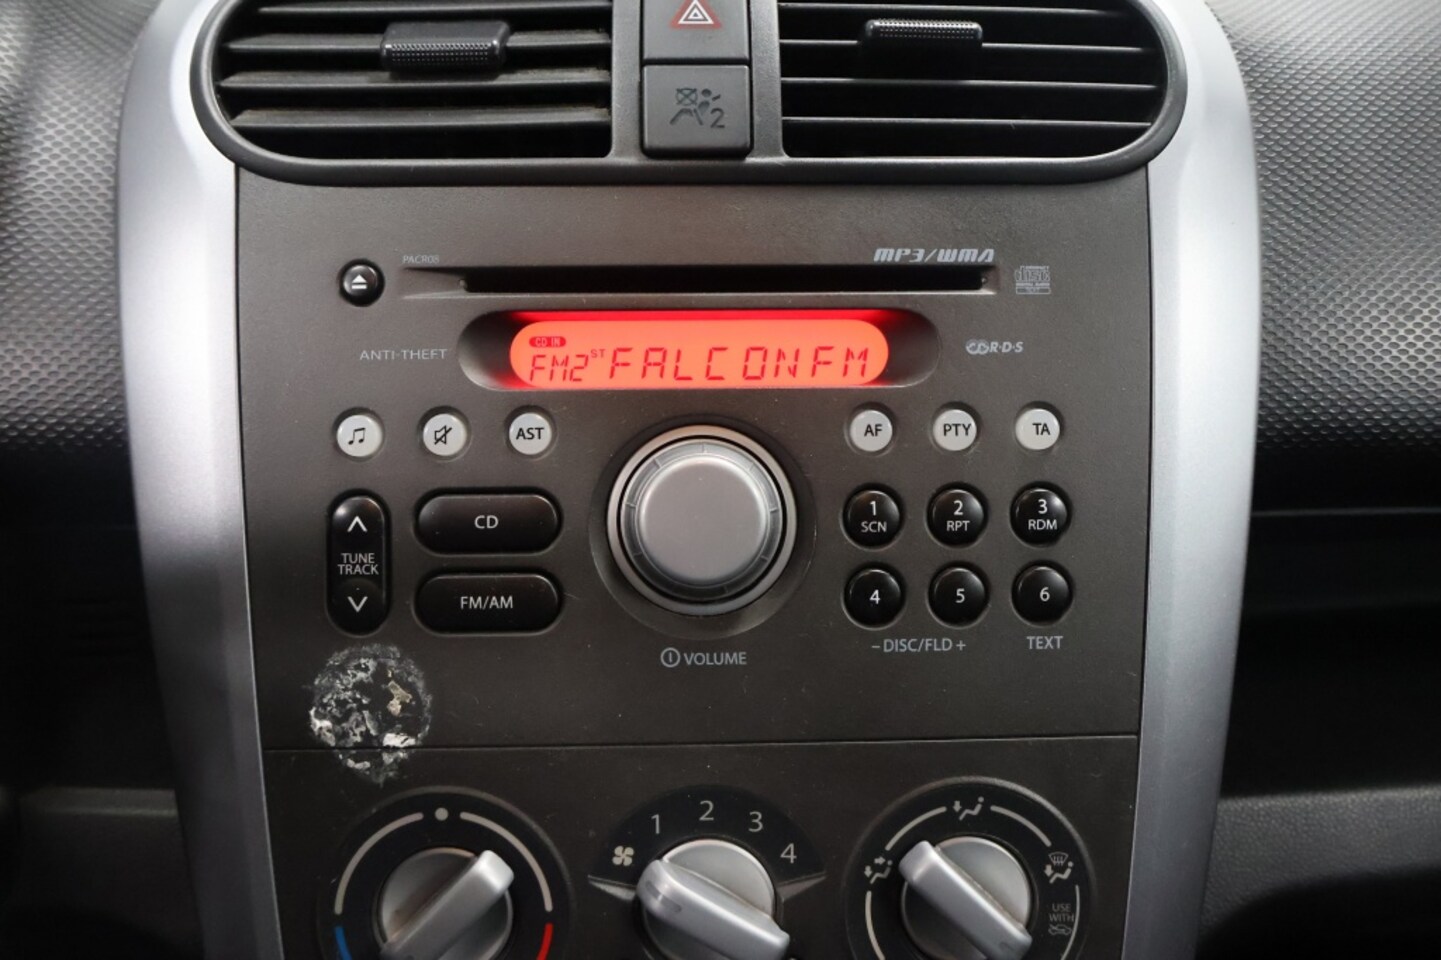 2
PACR08
MP3/WMA
ANTI-THEFT
CD IN
FM2 ST FALCONFM
R·D·S
AST
AF
PTY
TA
TUNE
TRACK
CD
FM/AM
1
SCN
2
RPT
3
RDM
4
5
6
VOLUME
– DISC/FLD +
TEXT
1
2
3
4
USE
WITH